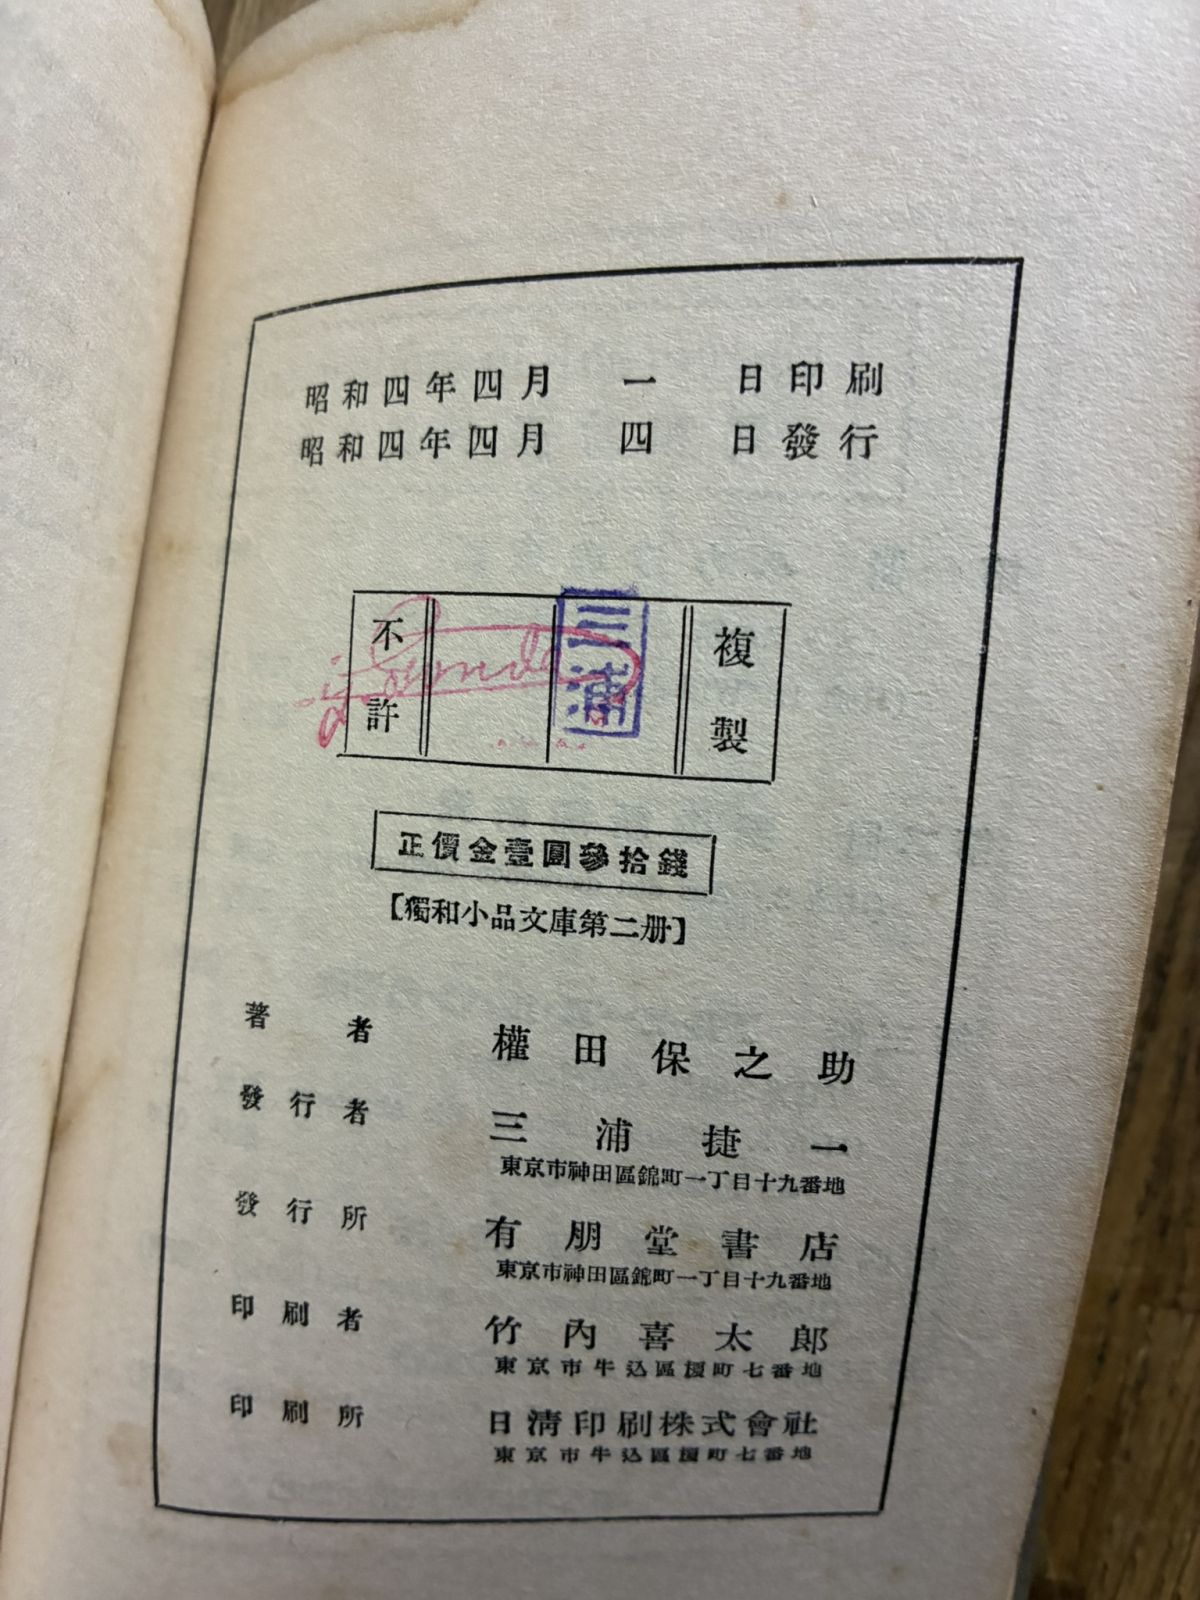 昭和四年四月一日印刷
昭和四年四月四日發行
不許
複製
三浦
正價金壹圓參拾錢
【獨和小品文庫第二册】
著者 權田保之助
發行者 三浦捷一
東京市神田區錦町一丁目十九番地
發行所 有朋堂書店
東京市神田區錦町一丁目十九番地
印刷者 竹內喜太郎
東京市牛込區榎町七番地
印刷所 日淸印刷株式會社
東京市牛込區榎町七番地